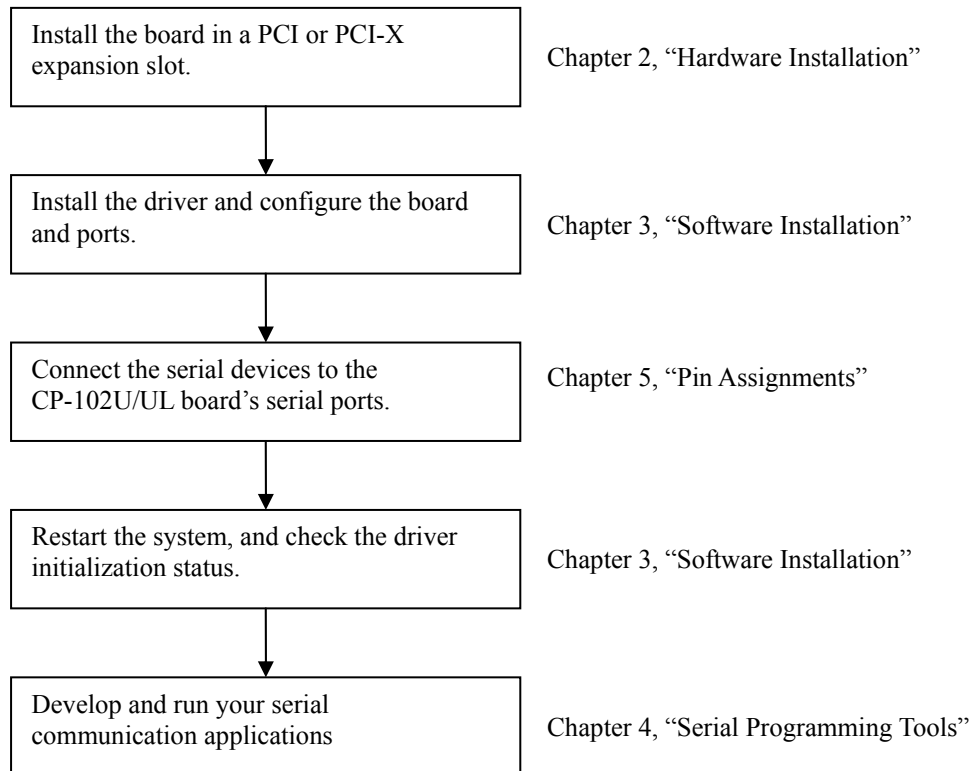 Install the board in a PCI or PCI-X
expansion slot.
Chapter 2, “Hardware Installation”
Install the driver and configure the board
and ports.
Chapter 3, “Software Installation”
Connect the serial devices to the
CP-102U/UL board’s serial ports.
Chapter 5, “Pin Assignments”
Restart the system, and check the driver
initialization status.
Chapter 3, “Software Installation”
Develop and run your serial
communication applications
Chapter 4, “Serial Programming Tools”